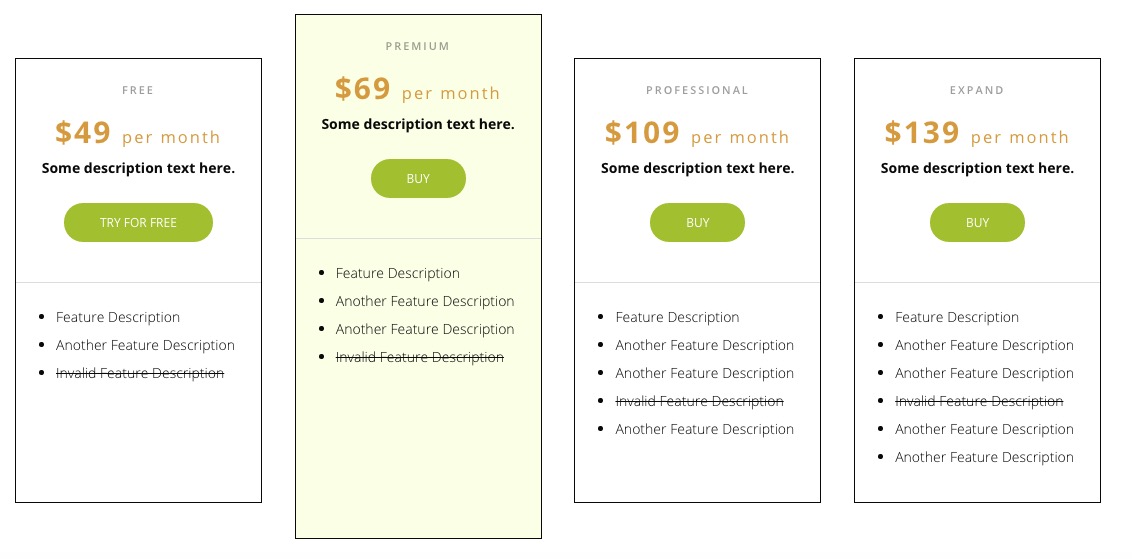 FREE
$49 per month
Some description text here.
TRY FOR FREE
Feature Description
Another Feature Description
Invalid Feature Description
PREMIUM
$69 per month
Some description text here.
BUY
Feature Description
Another Feature Description
Another Feature Description
Invalid Feature Description
PROFESSIONAL
$109 per month
Some description text here.
BUY
Feature Description
Another Feature Description
Another Feature Description
Invalid Feature Description
Another Feature Description
EXPAND
$139 per month
Some description text here.
BUY
Feature Description
Another Feature Description
Another Feature Description
Invalid Feature Description
Another Feature Description
Another Feature Description